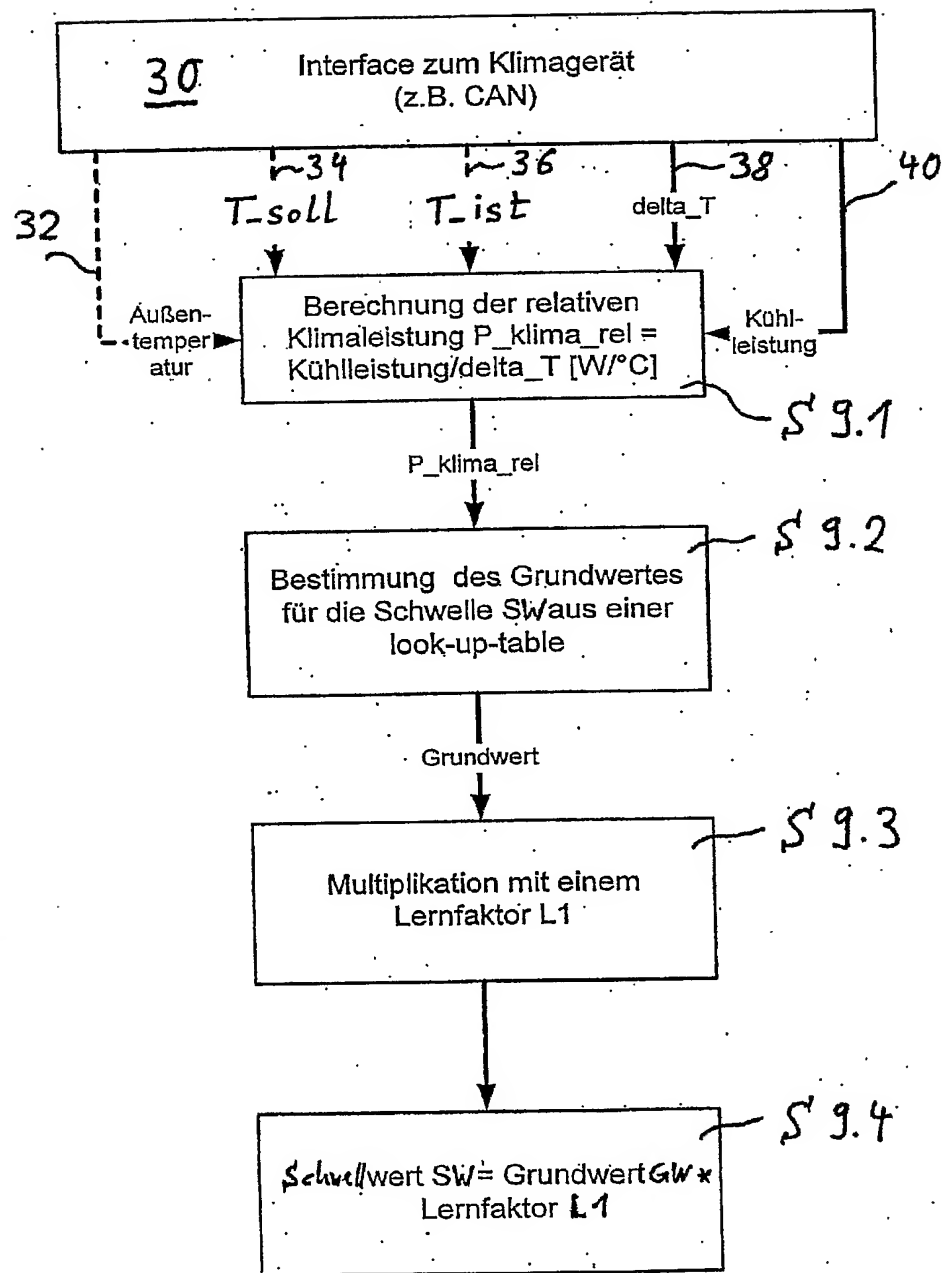 30
Interface zum Klimagerät
(z.B. CAN)
34
36
38
40
32
T_soll
T_ist
delta_T
Außen-
temper
atur
Berechnung der relativen
Klimaleistung P_klima_rel =
Kühlleistung/delta_T [W/°C]
Kühl-
leistung
S 9.1
P_klima_rel
S 9.2
Bestimmung des Grundwertes
für die Schwelle SW aus einer
look-up-table
Grundwert
S 9.3
Multiplikation mit einem
Lernfaktor L1
S 9.4
Schwellwert SW= Grundwert GW *
Lernfaktor L1